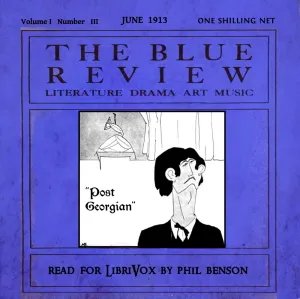 Volume I Number III JUNE 1913 ONE SHILLING NET
THE BLUE
REVIEW
LITERATURE DRAMA ART MUSIC
"Post
Georgian"
READ FOR LIBRIVOX BY PHIL BENSON